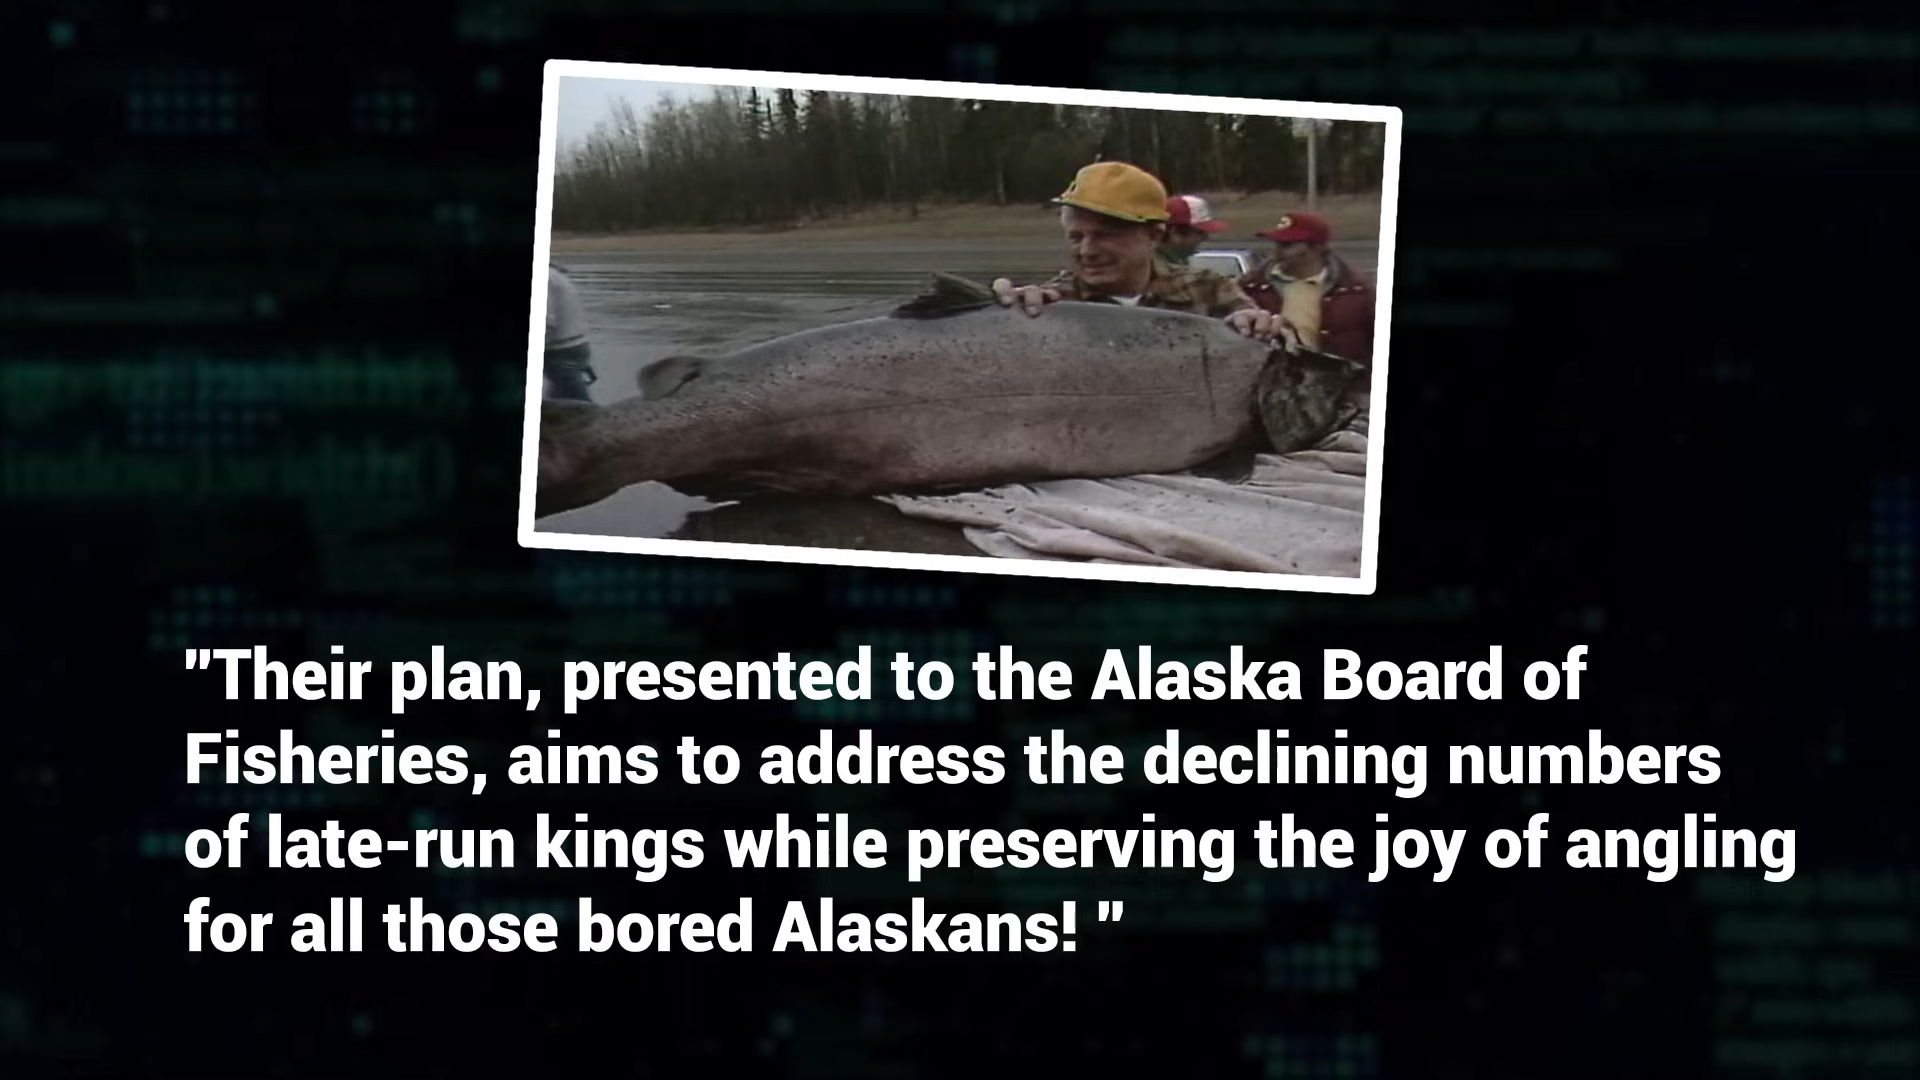 "Their plan, presented to the Alaska Board of
Fisheries, aims to address the declining numbers
of late-run kings while preserving the joy of angling
for all those bored Alaskans! "